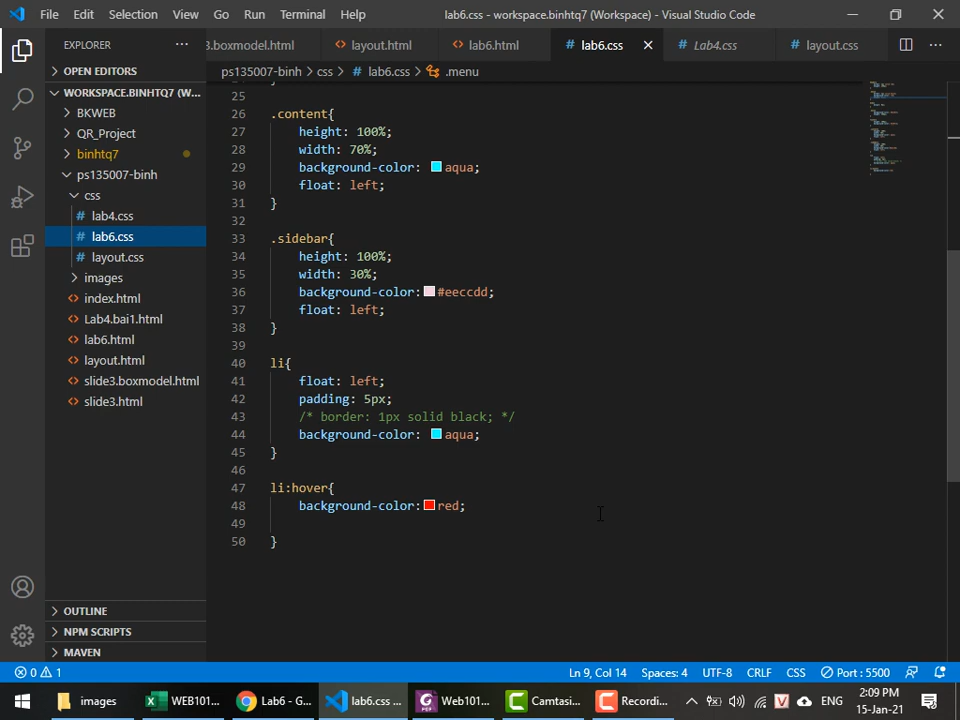 File Edit Selection View Go Run Terminal Help lab6.css - workspace.binhtq7 (Workspace) - Visual Studio Code
EXPLORER ···
3.boxmodel.html <> layout.html <> lab6.html # lab6.css # Lab4.css # layout.css ···
OPEN EDITORS
ps135007-binh > css > # lab6.css > .menu
WORKSPACE.BINHTQ7 (W...
BKWEB
QR_Project
binhtq7
ps135007-binh
css
# lab4.css
# lab6.css
# layout.css
images
<> index.html
<> Lab4.bai1.html
<> lab6.html
<> layout.html
<> slide3.boxmodel.html
<> slide3.html
OUTLINE
NPM SCRIPTS
MAVEN
25
26 .content{
27 height: 100%;
28 width: 70%;
29 background-color: aqua;
30 float: left;
31 }
32
33 .sidebar{
34 height: 100%;
35 width: 30%;
36 background-color: #eeccdd;
37 float: left;
38 }
39
40 li{
41 float: left;
42 padding: 5px;
43 /* border: 1px solid black; */
44 background-color: aqua;
45 }
46
47 li:hover{
48 background-color: red;
49
50 }
0 1 Ln 9, Col 14 Spaces: 4 UTF-8 CRLF CSS Port : 5500
images WEB101... Lab6 - G... lab6.css ... Web101... Camtasi... Recordi... V ENG 2:09 PM
15-Jan-21